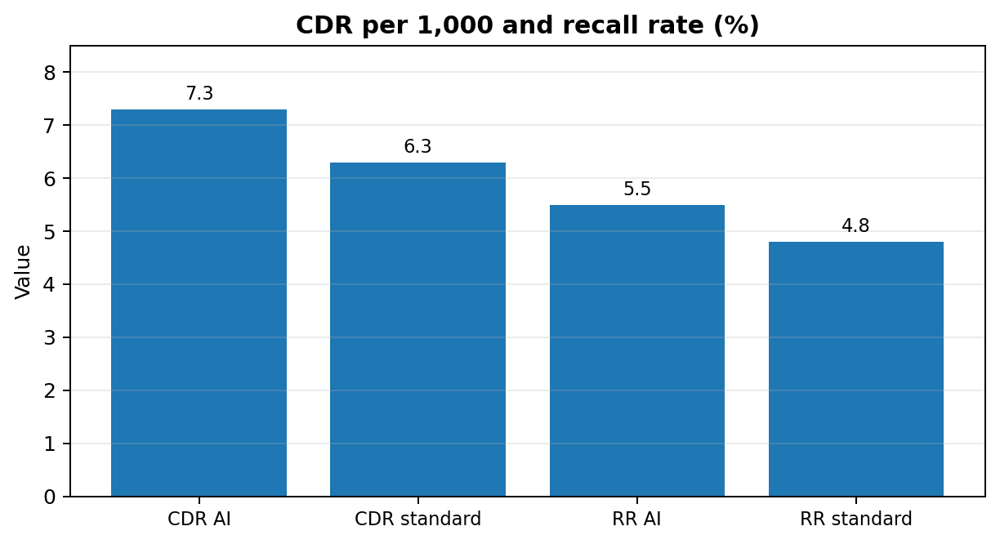 CDR per 1,000 and recall rate (%)
8
7
6
5
4
3
2
1
0
Value
7.3
6.3
5.5
4.8
CDR AI
CDR standard
RR AI
RR standard